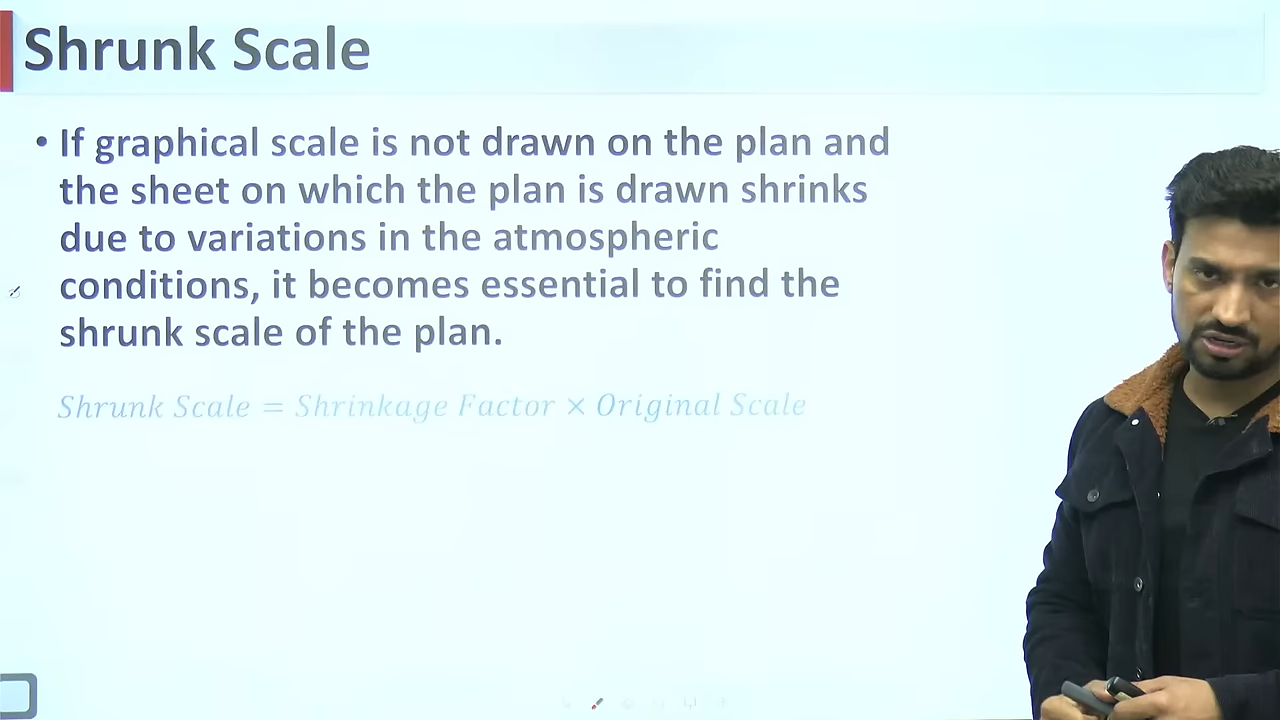 Shrunk Scale
• If graphical scale is not drawn on the plan and
the sheet on which the plan is drawn shrinks
due to variations in the atmospheric
conditions, it becomes essential to find the
shrunk scale of the plan.
Shrunk Scale = Shrinkage Factor × Original Scale